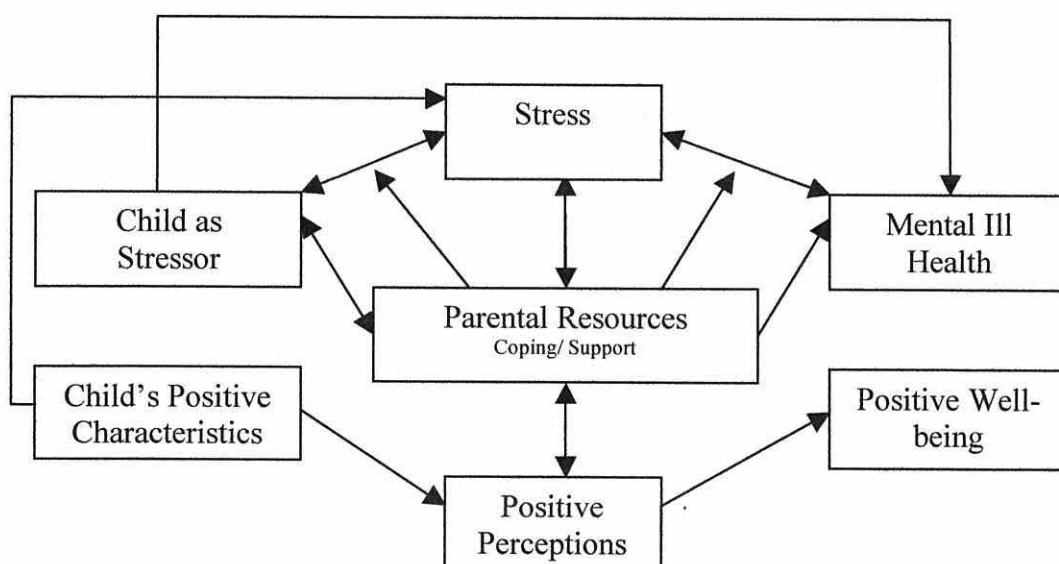 Stress
Child as
Stressor
Mental Ill
Health
Parental Resources
Coping/ Support
Child's Positive
Characteristics
Positive Well-
being
Positive
Perceptions